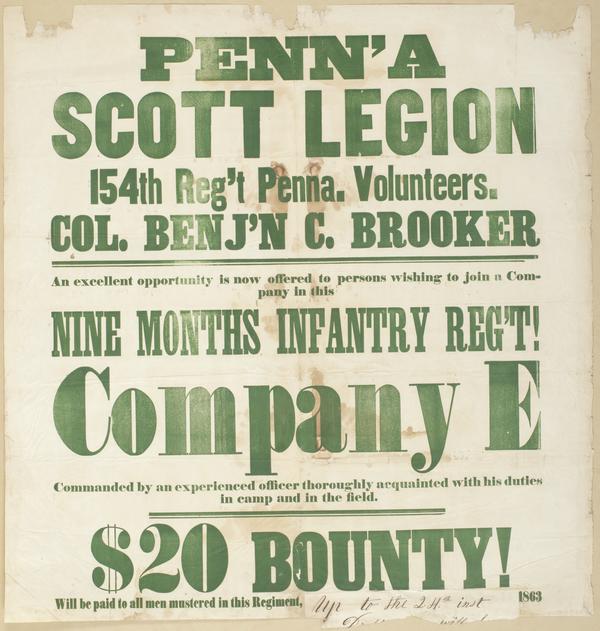 PENN'A
SCOTT LEGION
154th Reg't Penna. Volunteers.
COL. BENJ'N C. BROOKER
An excellent opportunity is now offered to persons wishing to join a Com-
pany in this
NINE MONTHS INFANTRY REG'T!
Company E
Commanded by an experienced officer thoroughly acquainted with his duties
in camp and in the field.
$20 BOUNTY!
Will be paid to all men mustered in this Regiment, Up to the 24th inst 1863